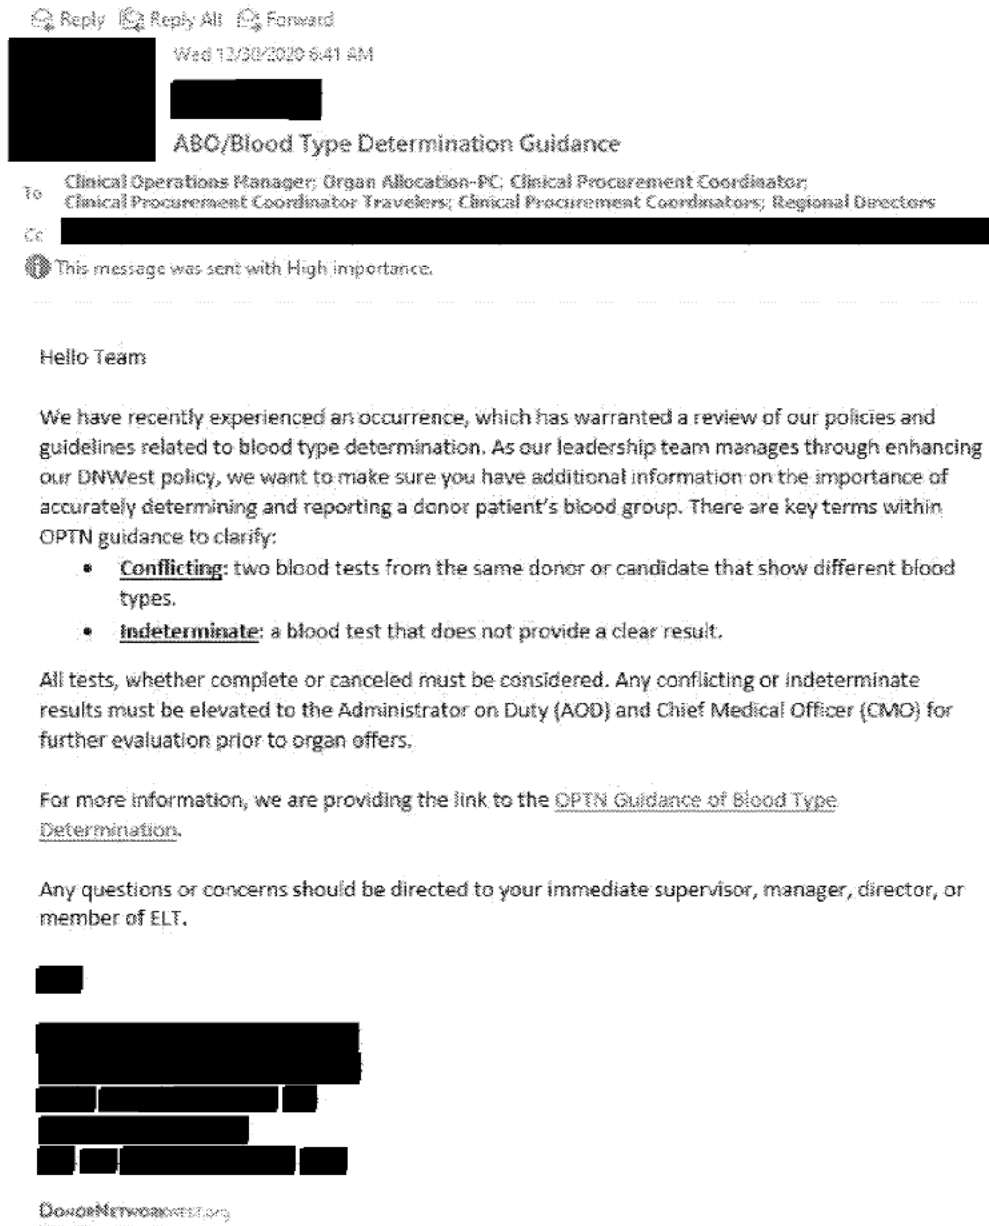 Reply Reply All Forward
Wed 12/30/2020 6:41 AM
ABO/Blood Type Determination Guidance
To Clinical Operations Manager; Organ Allocation-PC; Clinical Procurement Coordinator;
Clinical Procurement Coordinator Travelers; Clinical Procurement Coordinators; Regional Directors
Cc
This message was sent with High importance.
Hello Team
We have recently experienced an occurrence, which has warranted a review of our policies and
guidelines related to blood type determination. As our leadership team manages through enhancing
our DNWest policy, we want to make sure you have additional information on the importance of
accurately determining and reporting a donor patient's blood group. There are key terms within
OPTN guidance to clarify:
• Conflicting: two blood tests from the same donor or candidate that show different blood
types.
• Indeterminate: a blood test that does not provide a clear result.
All tests, whether complete or canceled must be considered. Any conflicting or indeterminate
results must be elevated to the Administrator on Duty (AOD) and Chief Medical Officer (CMO) for
further evaluation prior to organ offers.
For more information, we are providing the link to the OPTN Guidance of Blood Type
Determination.
Any questions or concerns should be directed to your immediate supervisor, manager, director, or
member of ELT.
DonorNetworkWest.org